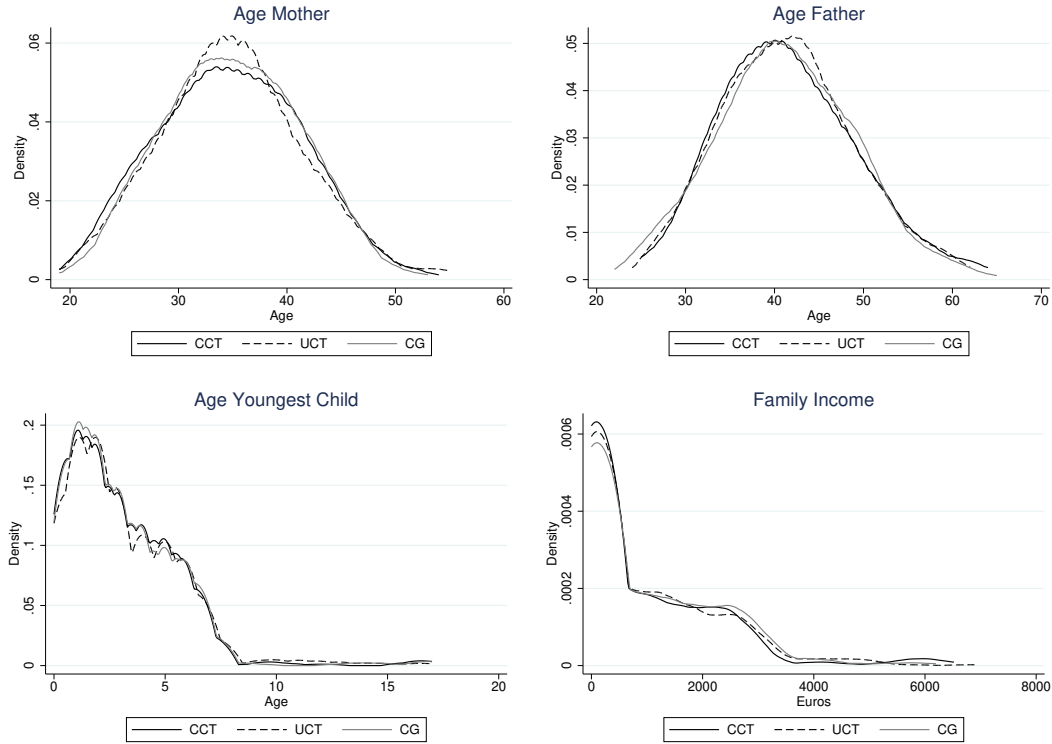 Age Mother
Density
0 .02 .04 .06
20 30 40 50 60
Age
CCT UCT CG
Age Father
Density
0 .01 .02 .03 .04 .05
20 30 40 50 60 70
Age
CCT UCT CG
Age Youngest Child
Density
0 .05 .1 .15 .2
0 5 10 15 20
Age
CCT UCT CG
Family Income
Density
0 .0002 .0004 .0006
0 2000 4000 6000 8000
Euros
CCT UCT CG